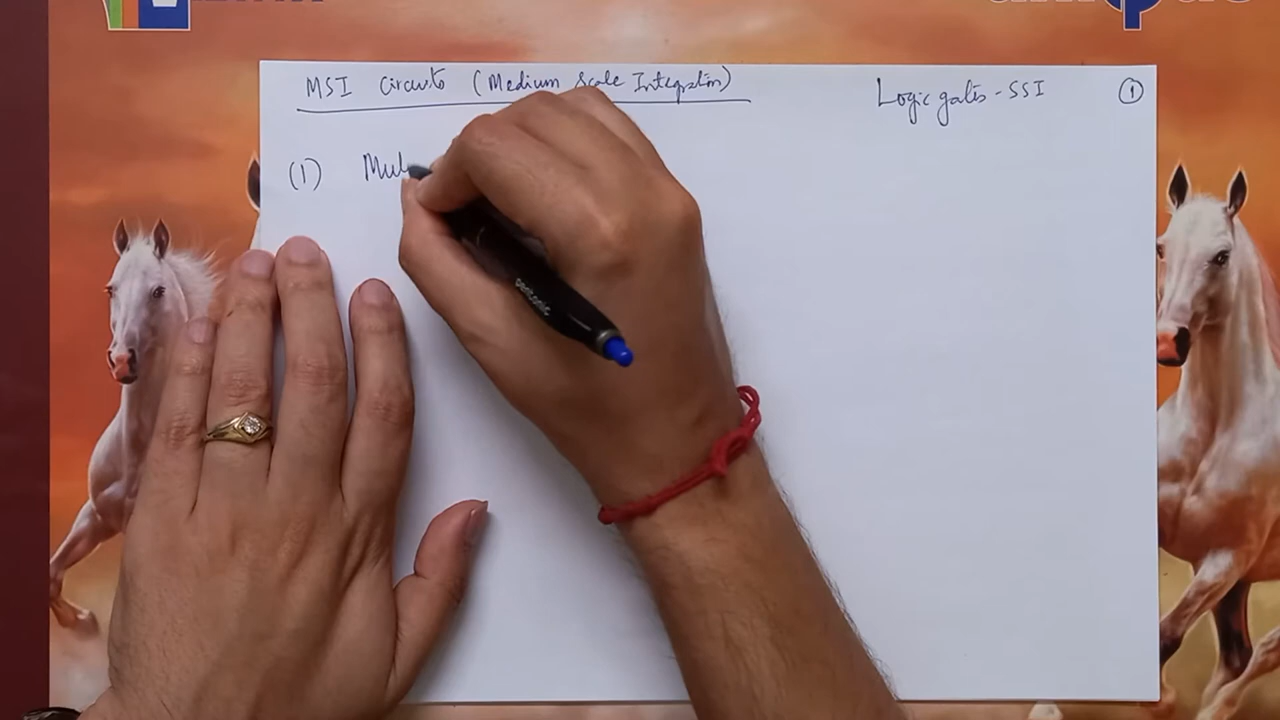 MSI Circuits (Medium Scale Integration)
Logic gates - SSI
1
(1) Mul